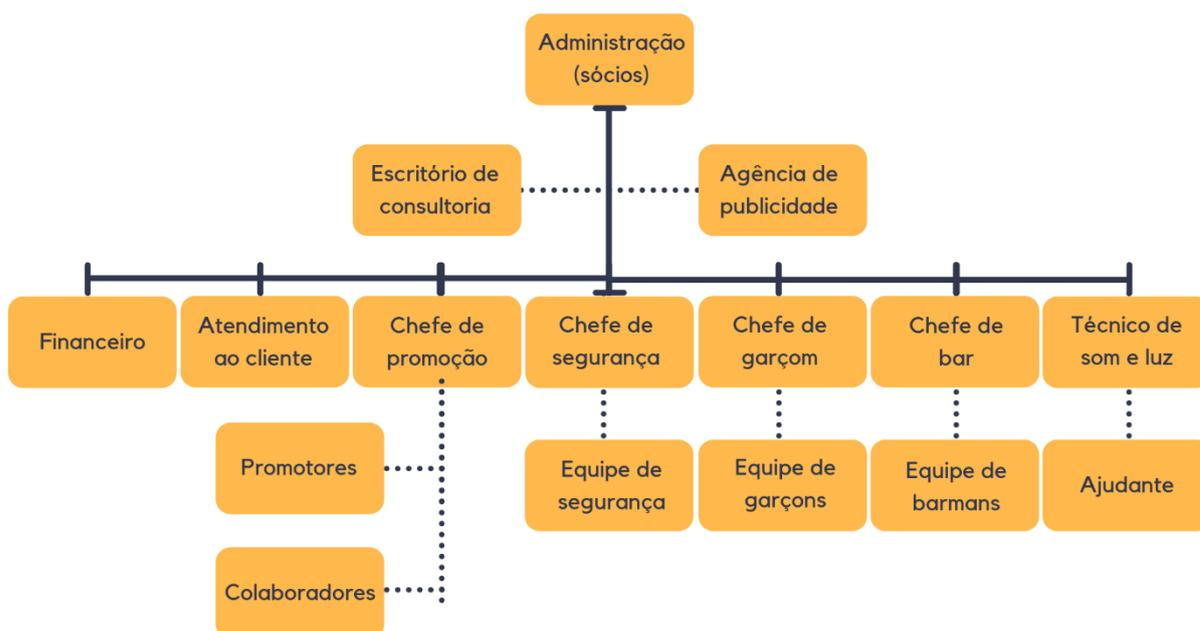 Administração
(sócios)
Escritório de
consultoria
Agência de
publicidade
Financeiro
Atendimento
ao cliente
Chefe de
promoção
Chefe de
segurança
Chefe de
garçom
Chefe de
bar
Técnico de
som e luz
Promotores
Equipe de
segurança
Equipe de
garçons
Equipe de
barmans
Ajudante
Colaboradores